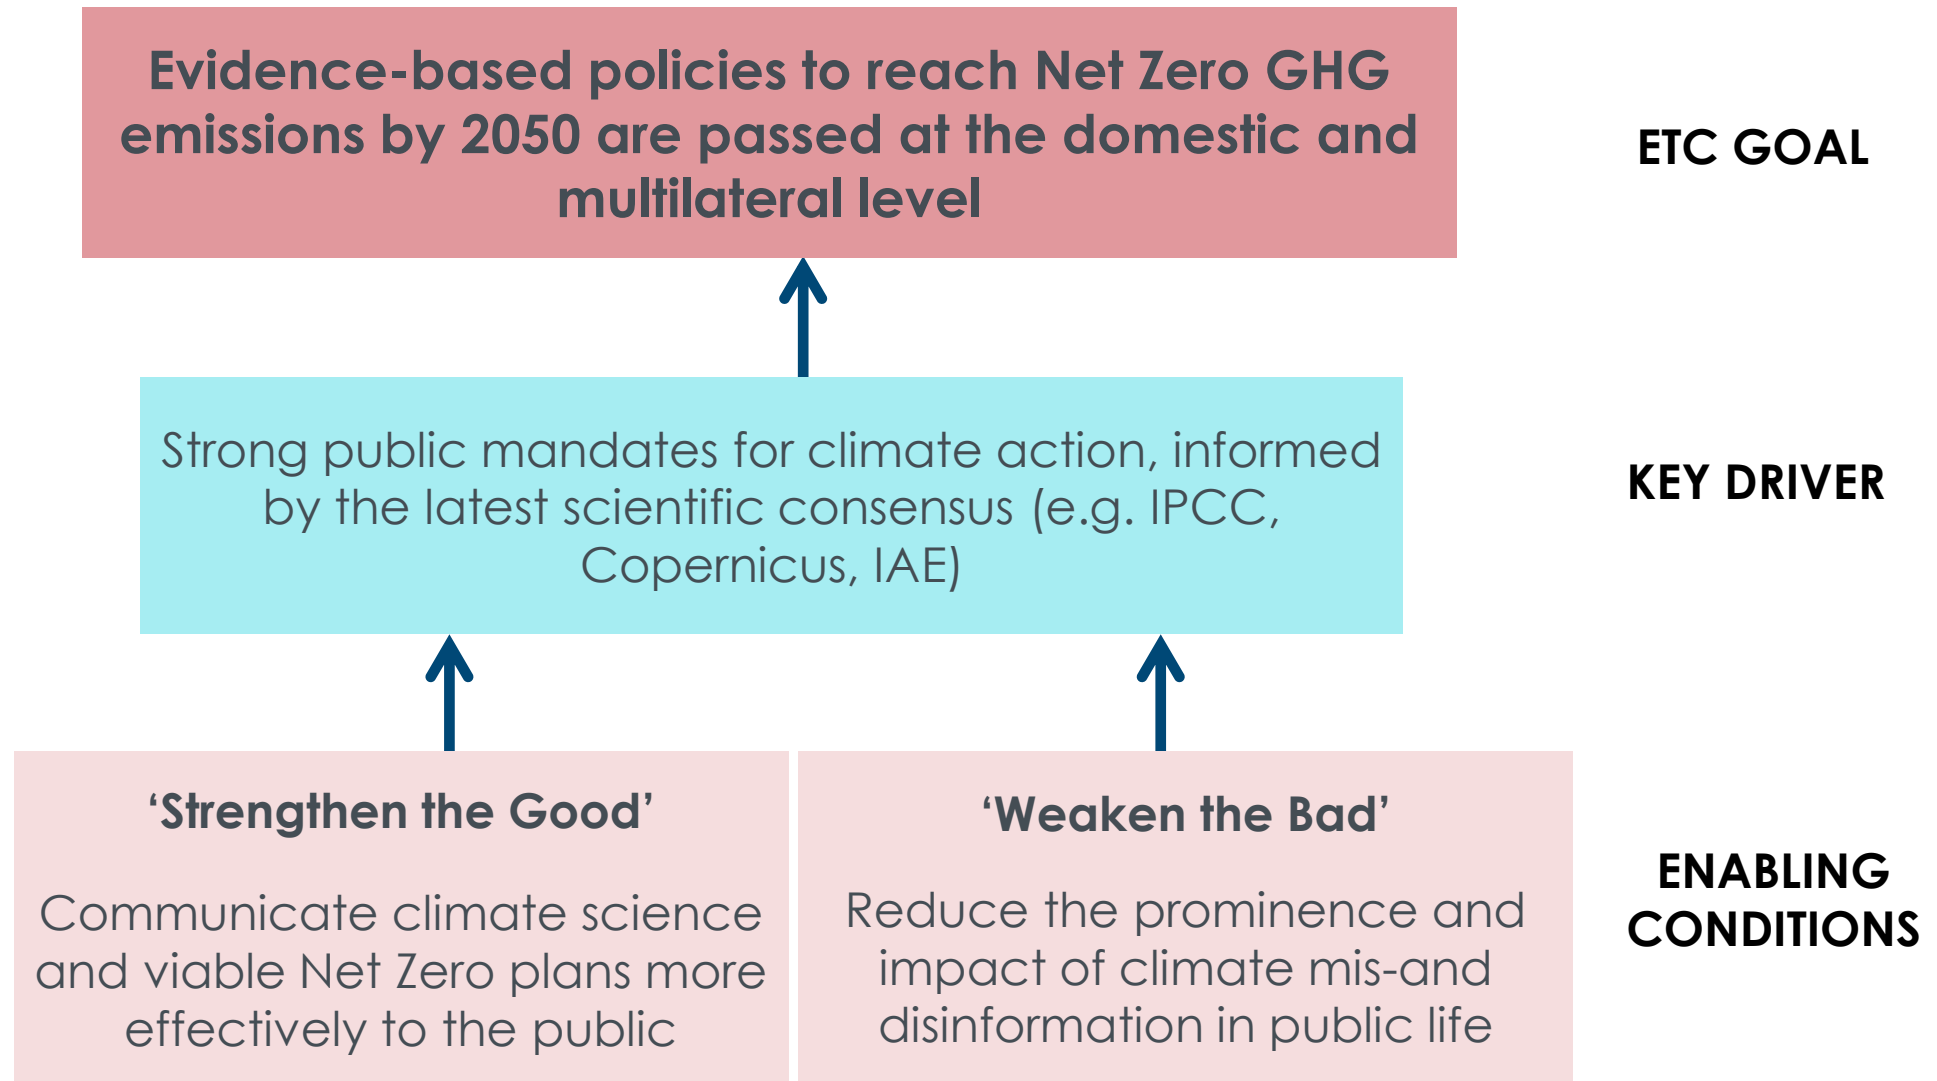 Evidence-based policies to reach Net Zero GHG
emissions by 2050 are passed at the domestic and
multilateral level
ETC GOAL
Strong public mandates for climate action, informed
by the latest scientific consensus (e.g. IPCC,
Copernicus, IAE)
KEY DRIVER
‘Strengthen the Good’
Communicate climate science
and viable Net Zero plans more
effectively to the public
‘Weaken the Bad’
Reduce the prominence and
impact of climate mis-and
disinformation in public life
ENABLING
CONDITIONS